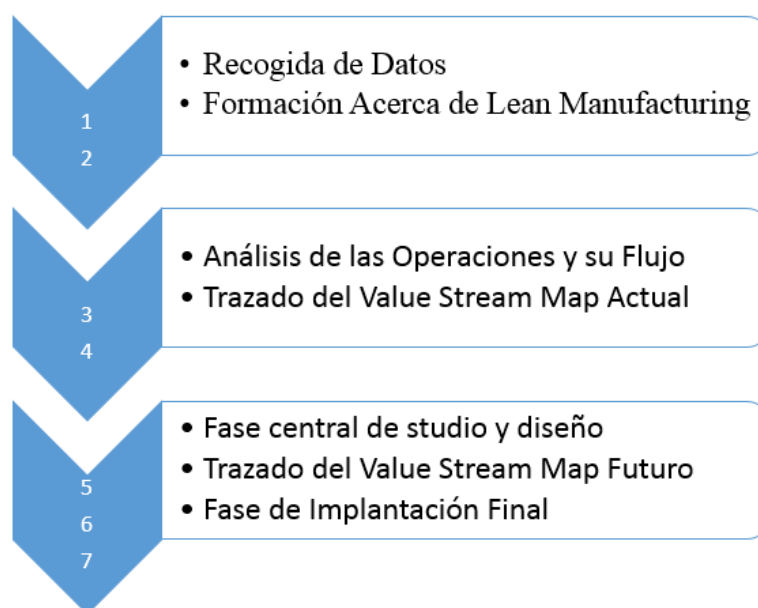 1
2
• Recogida de Datos
• Formación Acerca de Lean Manufacturing
3
4
• Análisis de las Operaciones y su Flujo
• Trazado del Value Stream Map Actual
5
6
7
• Fase central de studio y diseño
• Trazado del Value Stream Map Futuro
• Fase de Implantación Final